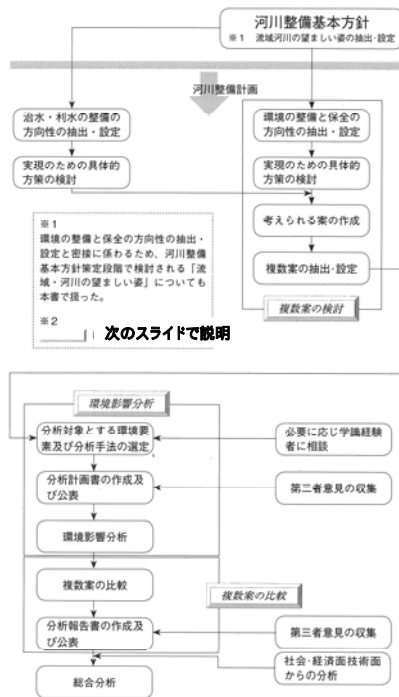 河川整備基本方針
※1 流域河川の望ましい姿の抽出・設定
河川整備計画
治水・利水の整備の
方向性の抽出・設定
環境の整備と保全の
方向性の抽出・設定
実現のための具体的
方策の検討
実現のための具体的
方策の検討
考えられる案の作成
複数案の抽出・設定
複数案の検討
※1
環境の整備と保全の方向性の抽出・
設定と密接に係わるため、河川整備
基本方針策定段階で検討される「流
域・河川の望ましい姿」についても
本書で扱った。
※2
次のスライドで説明
環境影響分析
分析対象とする環境要
素及び分析手法の選定
必要に応じ学識経験
者に相談
分析計画書の作成及
び公表
第二者意見の収集
環境影響分析
複数案の比較
複数案の比較
分析報告書の作成及
び公表
第三者意見の収集
社会・経済面技術面
からの分析
総合分析